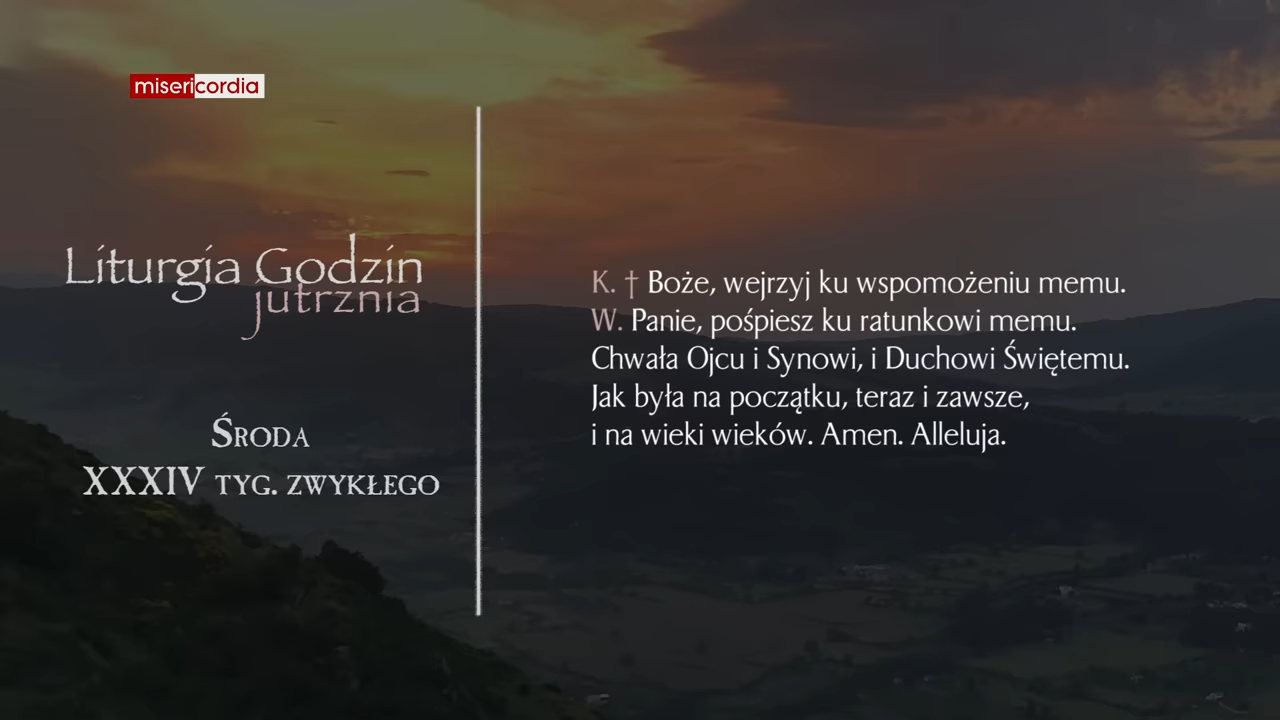 misericordia
Liturgia Godzin
jutrznia
Środa
XXXIV tyg. zwykłego
K. † Boże, wejrzyj ku wspomożeniu memu.
W. Panie, pośpiesz ku ratunkowi memu.
Chwała Ojcu i Synowi, i Duchowi Świętemu.
Jak była na początku, teraz i zawsze,
i na wieki wieków. Amen. Alleluja.